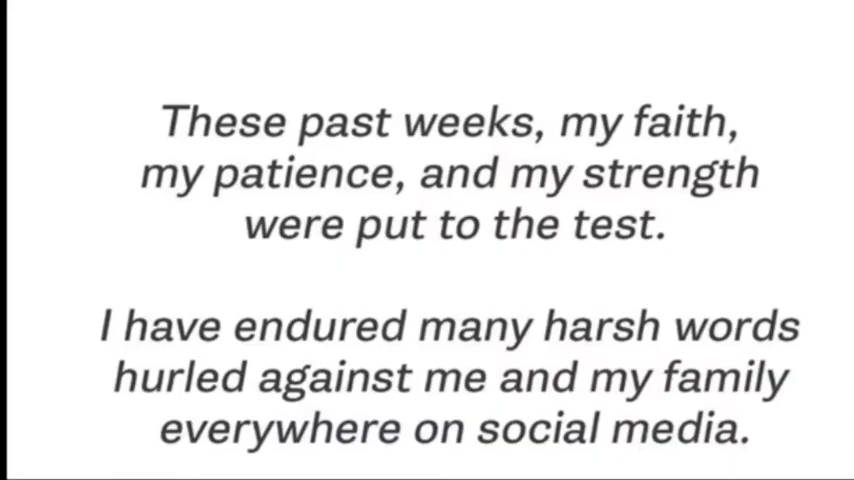 These past weeks, my faith,
my patience, and my strength
were put to the test.
I have endured many harsh words
hurled against me and my family
everywhere on social media.